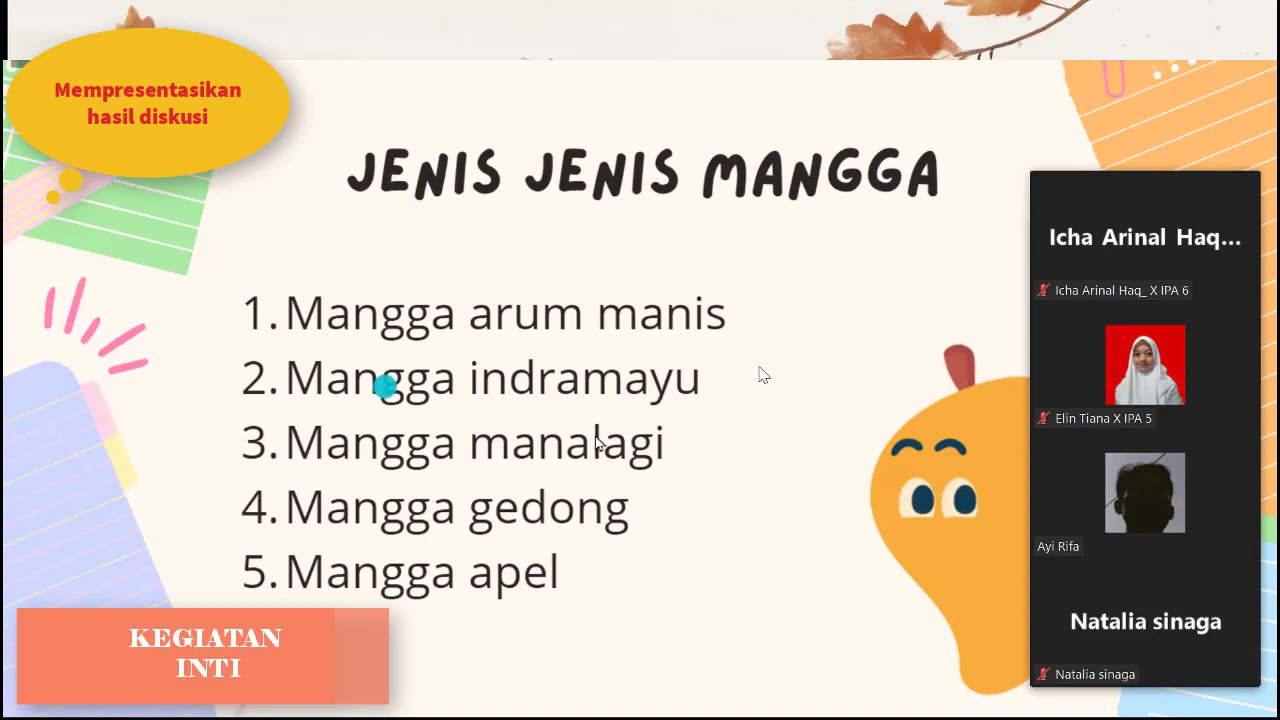 Mempresentasikan
hasil diskusi
JENIS JENIS MANGGA
1. Mangga arum manis
2. Mangga indramayu
3. Mangga manalagi
4. Mangga gedong
5. Mangga apel
KEGIATAN
INTI
Icha Arinal Haq...
Icha Arinal Haq_ X IPA 6
Elin Tiana X IPA 5
Ayi Rifa
Natalia sinaga
Natalia sinaga